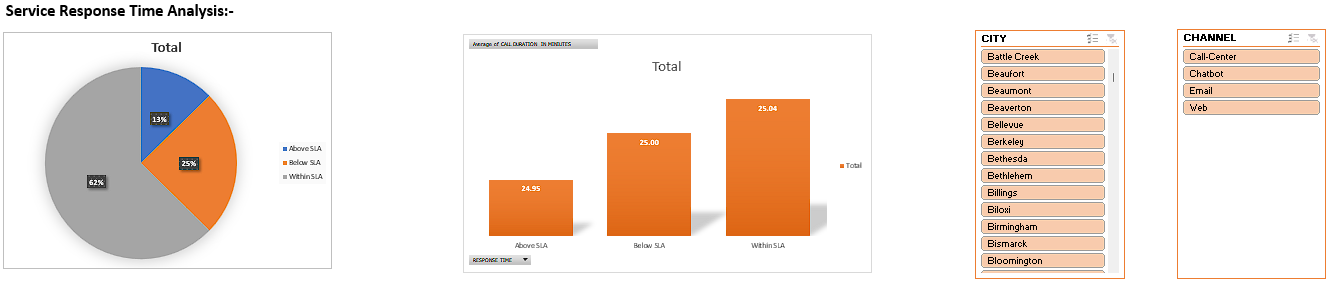 Service Response Time Analysis:-
Total
13%
25%
62%
Above SLA
Below SLA
Within SLA
Average of CALL DURATION IN MINIUTES
Total
24.95
25.00
25.04
Total
Above SLA
Below SLA
Within SLA
RESPONSE TIME
CITY
Battle Creek
Beaufort
Beaumont
Beaverton
Bellevue
Berkeley
Bethesda
Bethlehem
Billings
Biloxi
Birmingham
Bismarck
Bloomington
CHANNEL
Call-Center
Chatbot
Email
Web